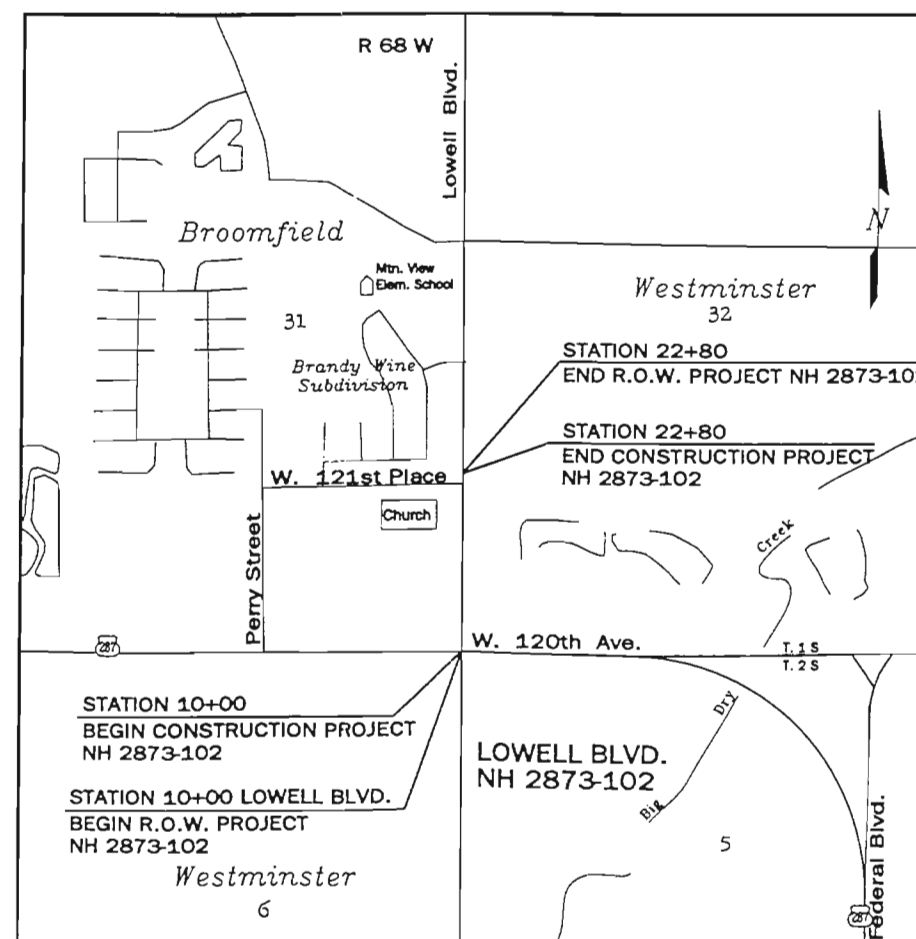 R 68 W
Lowell Blvd.
N
Broomfield
Mtn. View
Elem. School
Westminster
32
31
STATION 22+80
END R.O.W. PROJECT NH 2873-102
Brandy Wine
Subdivision
STATION 22+80
END CONSTRUCTION PROJECT
NH 2873-102
W. 121st Place
Church
Creek
Perry Street
287
W. 120th Ave.
T. 1 S
T. 2 S
STATION 10+00
BEGIN CONSTRUCTION PROJECT
NH 2873-102
Dry
LOWELL BLVD.
NH 2873-102
STATION 10+00 LOWELL BLVD.
BEGIN R.O.W. PROJECT
NH 2873-102
Big
5
Federal Blvd.
Westminster
6
287